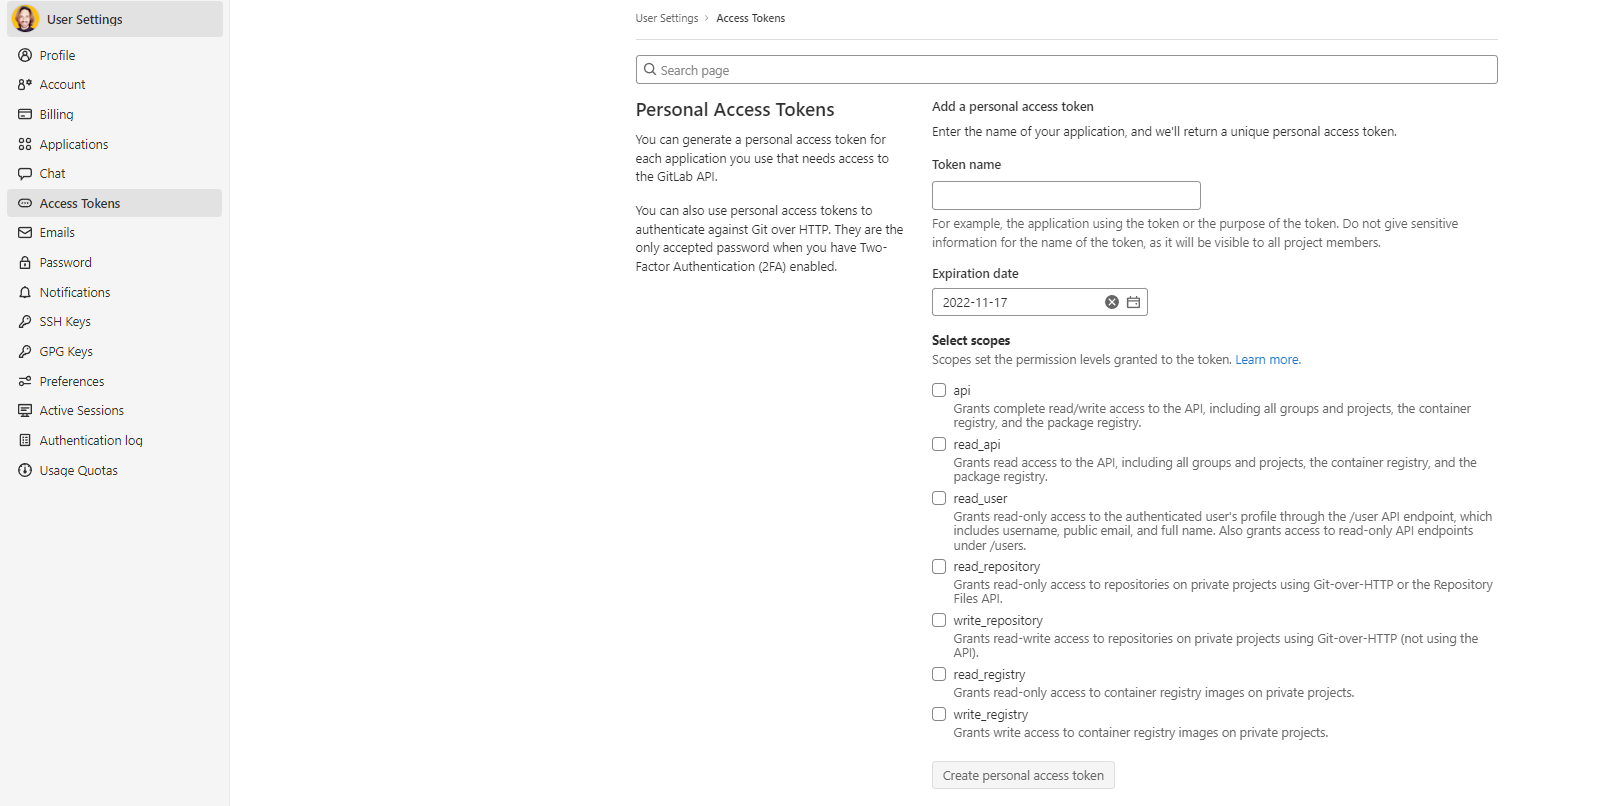 User Settings
Profile
Account
Billing
Applications
Chat
Access Tokens
Emails
Password
Notifications
SSH Keys
GPG Keys
Preferences
Active Sessions
Authentication log
Usage Quotas
User Settings › Access Tokens
Search page
Personal Access Tokens
You can generate a personal access token for
each application you use that needs access to
the GitLab API.
You can also use personal access tokens to
authenticate against Git over HTTP. They are the
only accepted password when you have Two-
Factor Authentication (2FA) enabled.
Add a personal access token
Enter the name of your application, and we'll return a unique personal access token.
Token name
For example, the application using the token or the purpose of the token. Do not give sensitive
information for the name of the token, as it will be visible to all project members.
Expiration date
2022-11-17
Select scopes
Scopes set the permission levels granted to the token. Learn more.
api
Grants complete read/write access to the API, including all groups and projects, the container
registry, and the package registry.
read_api
Grants read access to the API, including all groups and projects, the container registry, and the
package registry.
read_user
Grants read-only access to the authenticated user's profile through the /user API endpoint, which
includes username, public email, and full name. Also grants access to read-only API endpoints
under /users.
read_repository
Grants read-only access to repositories on private projects using Git-over-HTTP or the Repository
Files API.
write_repository
Grants read-write access to repositories on private projects using Git-over-HTTP (not using the
API).
read_registry
Grants read-only access to container registry images on private projects.
write_registry
Grants write access to container registry images on private projects.
Create personal access token